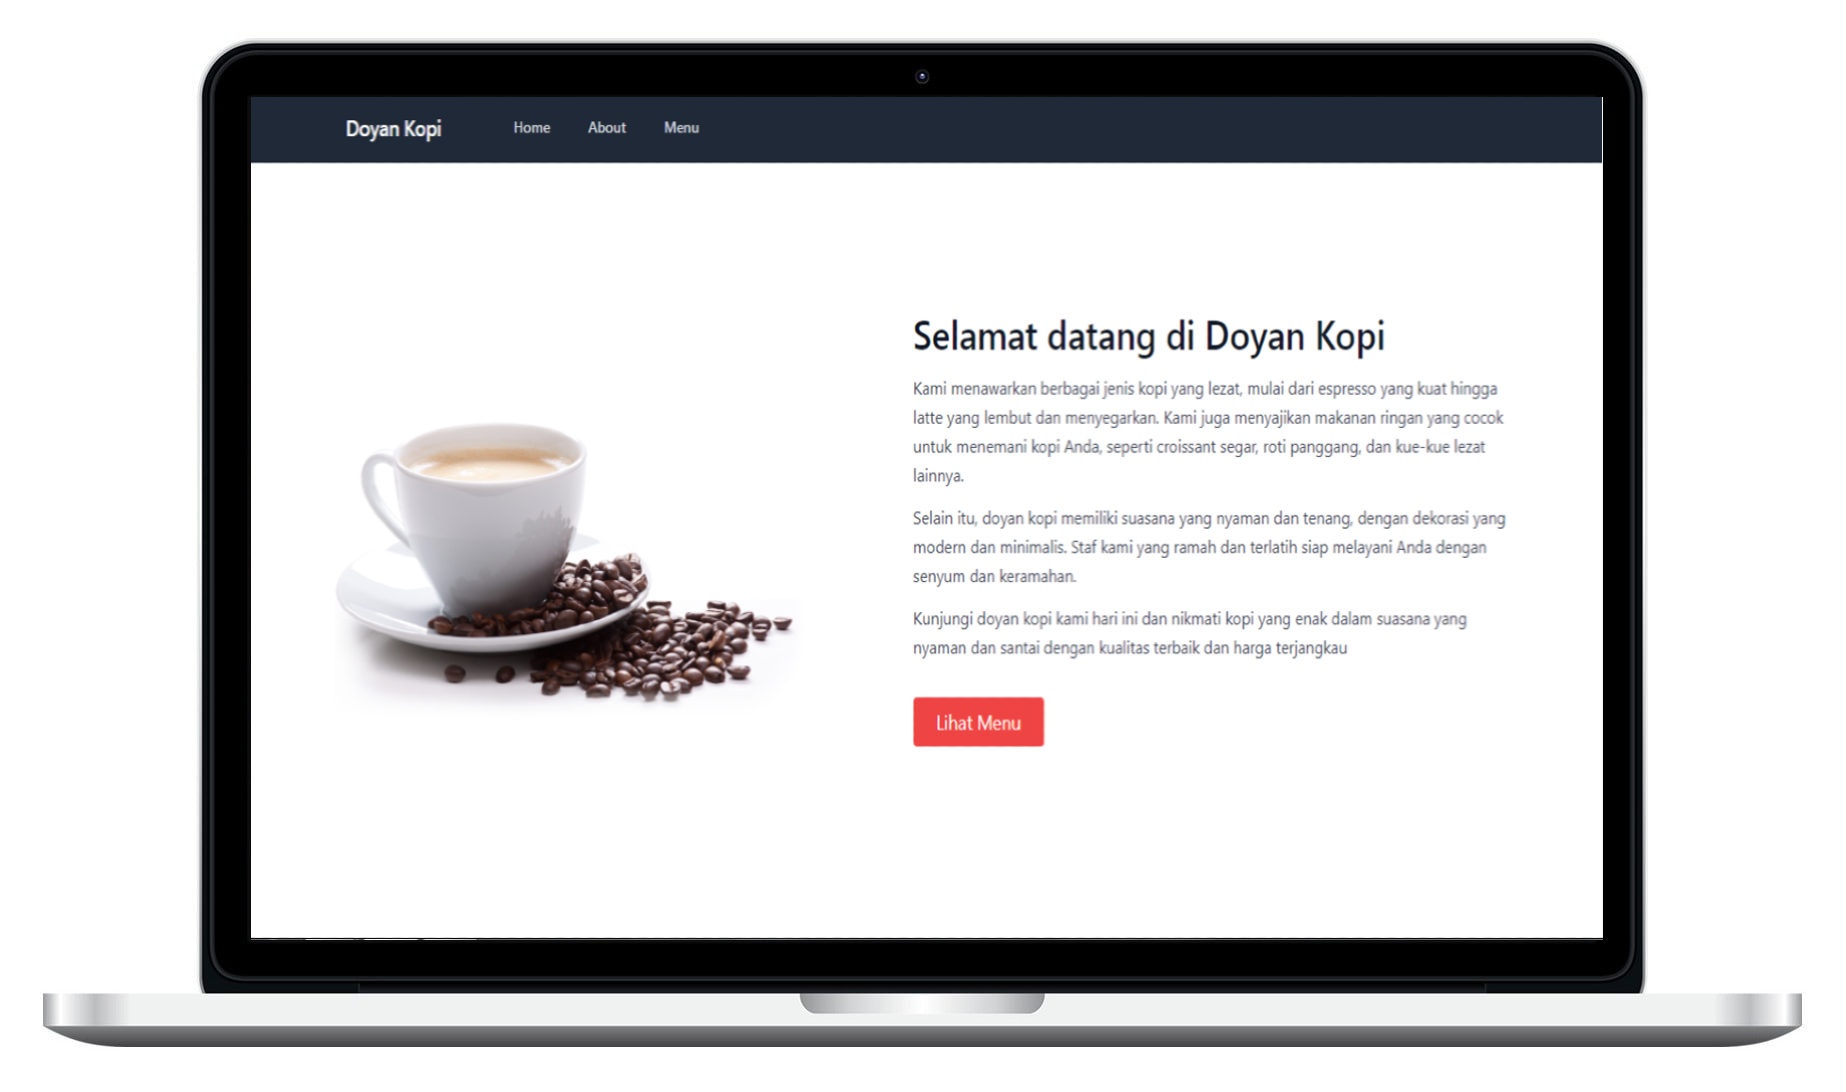 Doyan Kopi
Home
About
Menu
Selamat datang di Doyan Kopi
Kami menawarkan berbagai jenis kopi yang lezat, mulai dari espresso yang kuat hingga
latte yang lembut dan menyegarkan. Kami juga menyajikan makanan ringan yang cocok
untuk menemani kopi Anda, seperti croissant segar, roti panggang, dan kue-kue lezat
lainnya.
Selain itu, doyan kopi memiliki suasana yang nyaman dan tenang, dengan dekorasi yang
modern dan minimalis. Staf kami yang ramah dan terlatih siap melayani Anda dengan
senyum dan keramahan.
Kunjungi doyan kopi kami hari ini dan nikmati kopi yang enak dalam suasana yang
nyaman dan santai dengan kualitas terbaik dan harga terjangkau
Lihat Menu